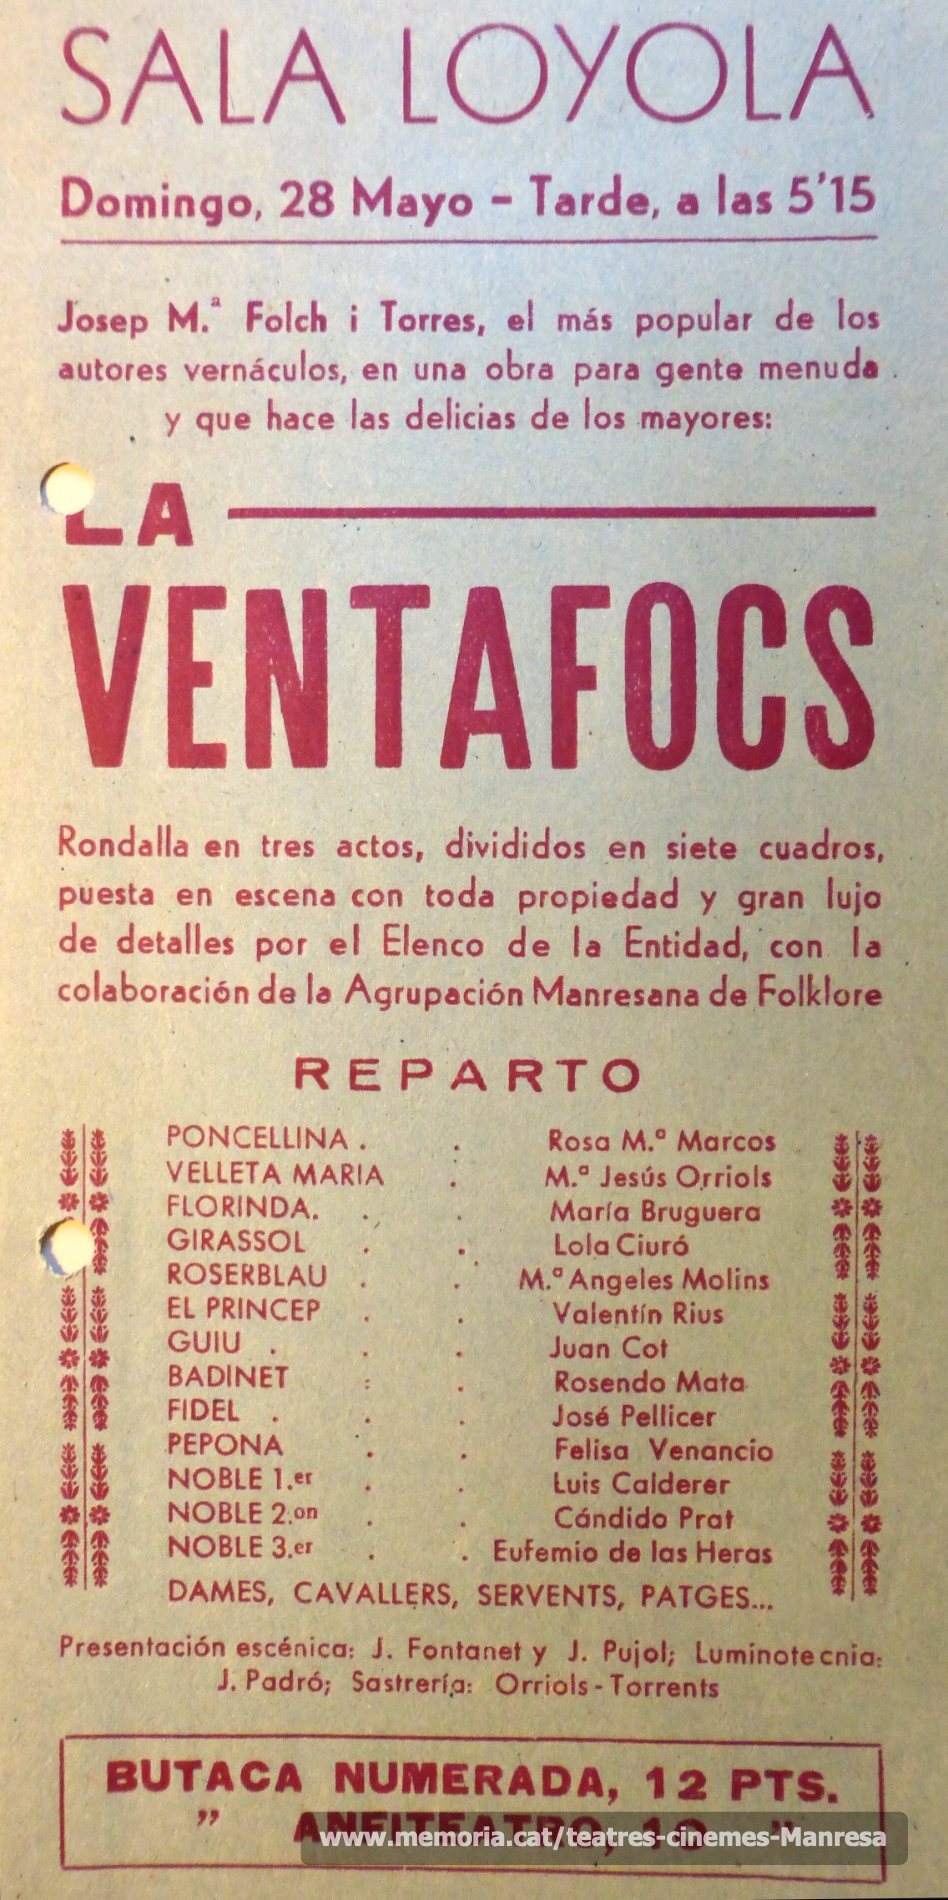 SALA LOYOLA
Domingo, 28 Mayo - Tarde, a las 5'15
Josep M.ª Folch i Torres, el más popular de los
autores vernáculos, en una obra para gente menuda
y que hace las delicias de los mayores:
LA
VENTAFOCS
Rondalla en tres actos, divididos en siete cuadros,
puesta en escena con toda propiedad y gran lujo
de detalles por el Elenco de la Entidad, con la
colaboración de la Agrupación Manresana de Folklore
REPARTO
PONCELLINA . . Rosa M.ª Marcos
VELLETA MARIA . M.ª Jesús Orriols
FLORINDA. . . María Bruguera
GIRASSOL . . Lola Ciuró
ROSERBLAU . . M.ª Angeles Molins
EL PRINCEP . . Valentín Rius
GUIU . . . Juan Cot
BADINET : . Rosendo Mata
FIDEL . . . José Pellicer
PEPONA . . Felisa Venancio
NOBLE 1.er . . Luis Calderer
NOBLE 2.on . . Cándido Prat
NOBLE 3.er . . Eufemio de las Heras
DAMES, CAVALLERS, SERVENTS, PATGES...
Presentación escénica: J. Fontanet y J. Pujol; Luminotecnia:
J. Padró; Sastrería: Orriols - Torrents
BUTACA NUMERADA, 12 PTS.
" ANFITEATRO, 10 "
www.memoria.cat/teatres-cinemes-Manresa